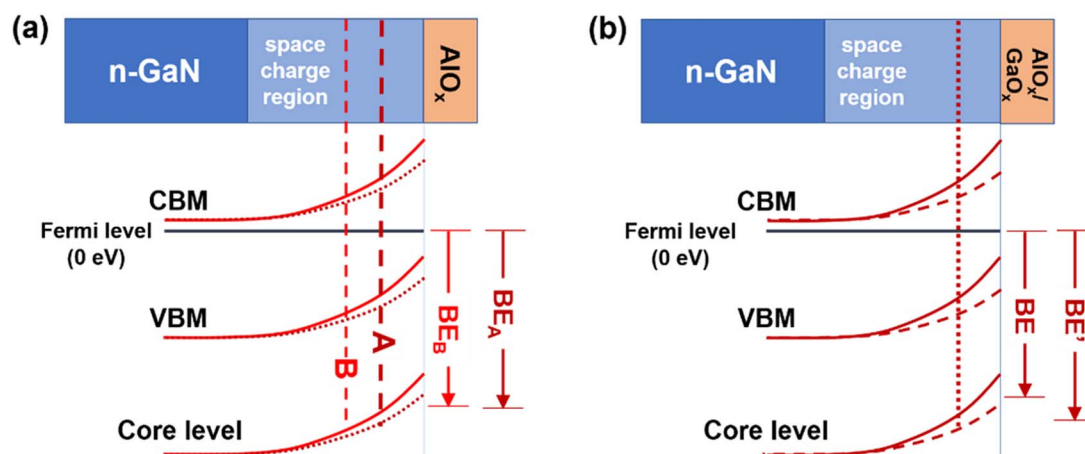 (a)
n-GaN
space
charge
region
AlOx
CBM
Fermi level
(0 eV)
VBM
Core level
B
A
BEB
BEA
(b)
n-GaN
space
charge
region
AlOx/
GaOx
CBM
Fermi level
(0 eV)
VBM
Core level
BE
BE'